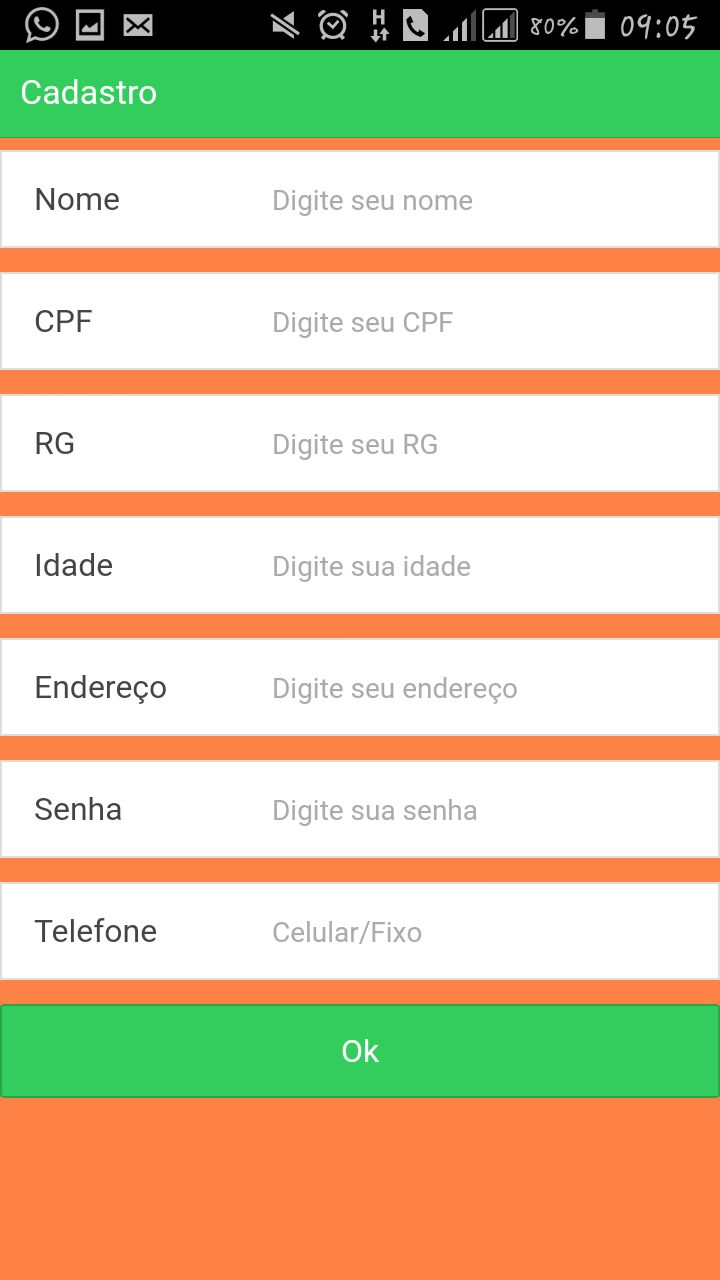 H 80% 09:05
Cadastro
Nome Digite seu nome
CPF Digite seu CPF
RG Digite seu RG
Idade Digite sua idade
Endereço Digite seu endereço
Senha Digite sua senha
Telefone Celular/Fixo
Ok